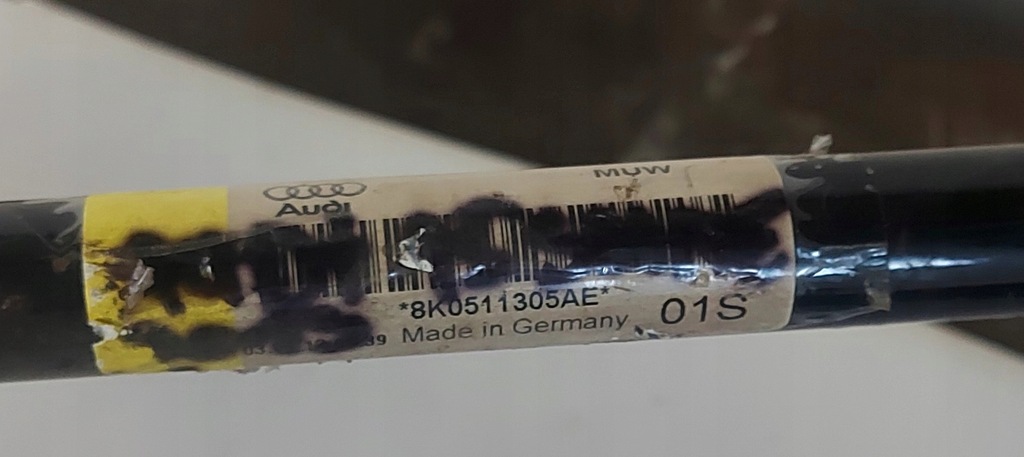 Audi
MUW
*8K0511305AE*
01S
Made in Germany